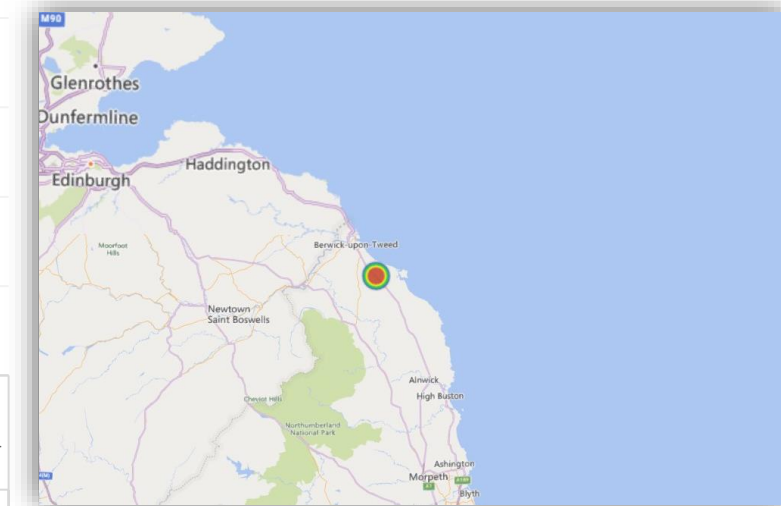 M90
Glenrothes
Dunfermline
Haddington
Edinburgh
Moorfoot
Hills
Berwick-upon-Tweed
Newtown
Saint Boswells
Alnwick
High Buston
Cheviot Hills
Northumberland
National Park
Ashington
Morpeth
A1
Blyth